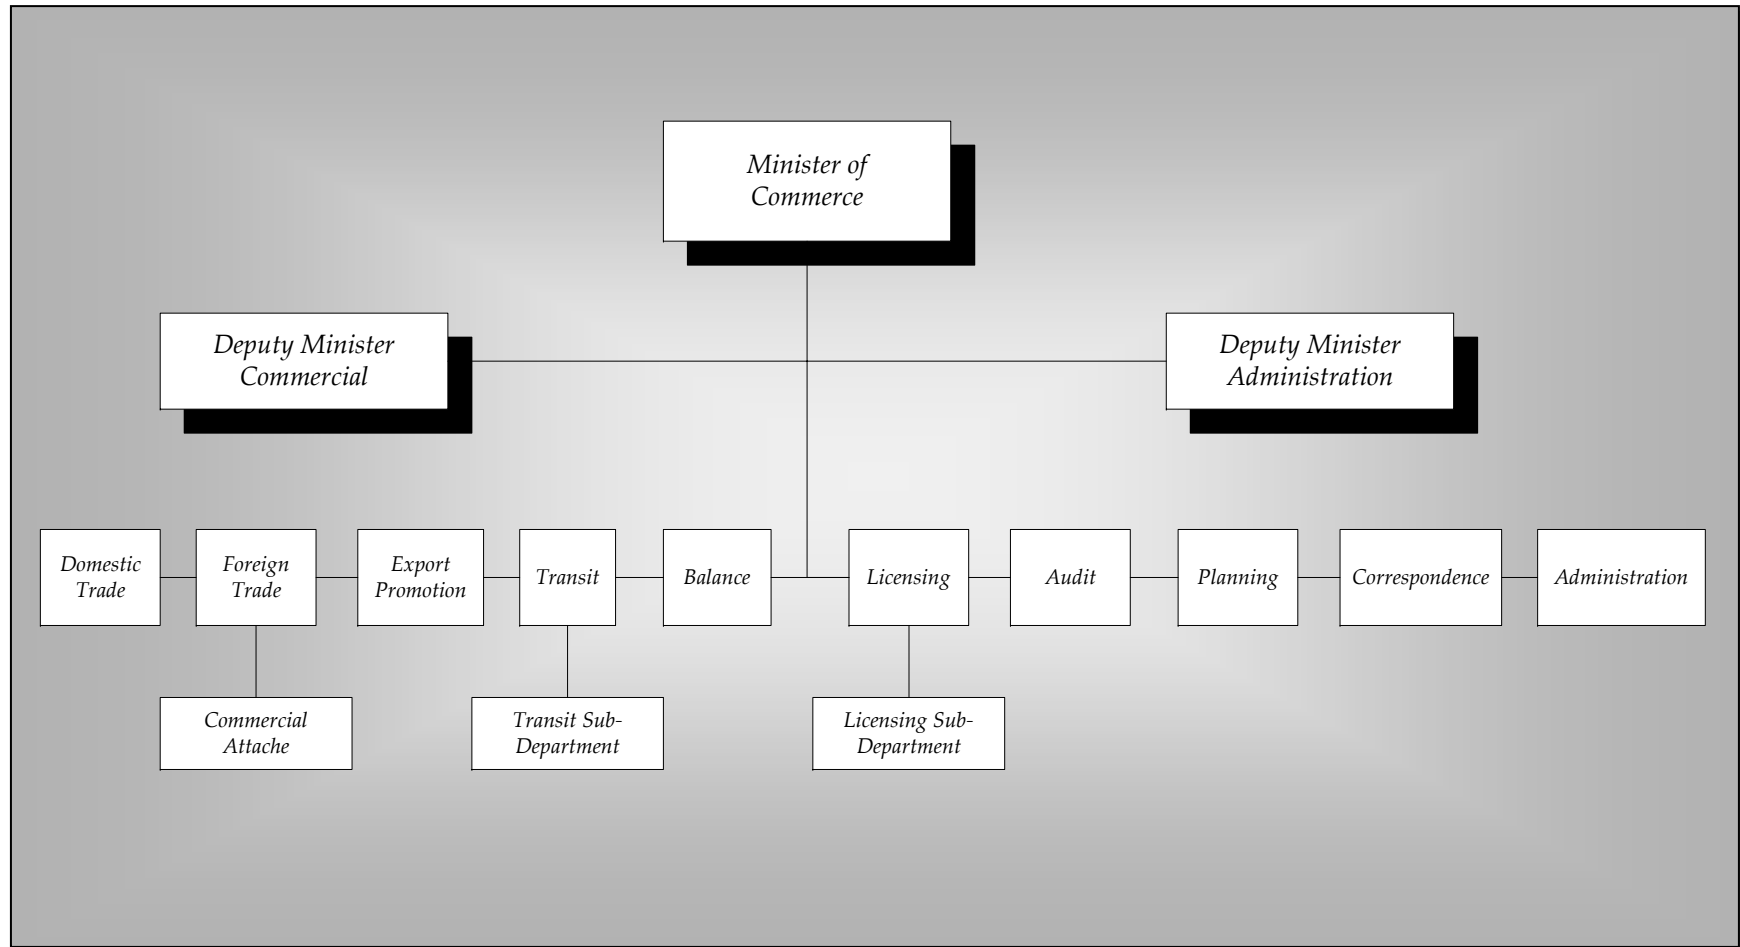 Minister of
Commerce
Deputy Minister
Commercial
Deputy Minister
Administration
Domestic
Trade
Foreign
Trade
Export
Promotion
Transit
Balance
Licensing
Audit
Planning
Correspondence
Administration
Commercial
Attache
Transit Sub-
Department
Licensing Sub-
Department